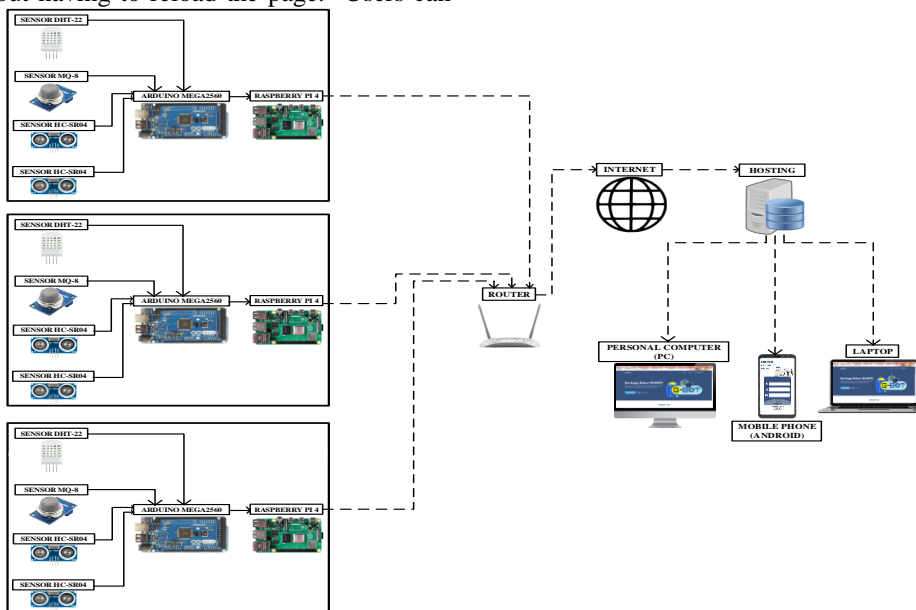 out having to reload the page. Users can
SENSOR DHT-22
SENSOR MQ-8
ARDUINO MEGA2560
RASPBERRY PI 4
SENSOR HC-SR04
SENSOR HC-SR04
SENSOR DHT-22
SENSOR MQ-8
ARDUINO MEGA2560
RASPBERRY PI 4
SENSOR HC-SR04
SENSOR HC-SR04
SENSOR DHT-22
SENSOR MQ-8
ARDUINO MEGA2560
RASPBERRY PI 4
SENSOR HC-SR04
SENSOR HC-SR04
ROUTER
INTERNET
HOSTING
PERSONAL COMPUTER
(PC)
G-BOT
MOBILE PHONE
(ANDROID)
LAPTOP
G-BOT